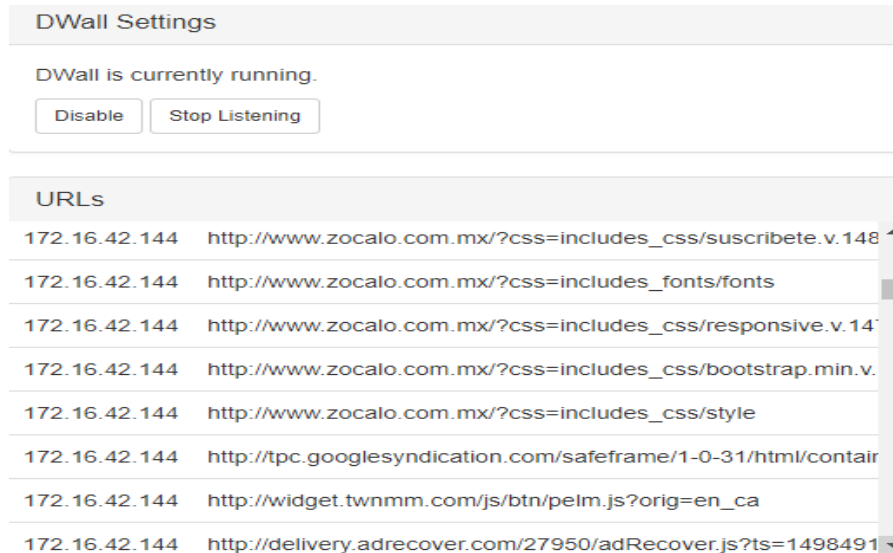 DWall Settings
DWall is currently running.
Disable Stop Listening
URLs
172.16.42.144 http://www.zocalo.com.mx/?css=includes_css/suscribete.v.148
172.16.42.144 http://www.zocalo.com.mx/?css=includes_fonts/fonts
172.16.42.144 http://www.zocalo.com.mx/?css=includes_css/responsive.v.147
172.16.42.144 http://www.zocalo.com.mx/?css=includes_css/bootstrap.min.v.
172.16.42.144 http://www.zocalo.com.mx/?css=includes_css/style
172.16.42.144 http://tpc.googlesyndication.com/safeframe/1-0-31/html/contain
172.16.42.144 http://widget.twnmm.com/js/btn/pelm.js?orig=en_ca
172.16.42.144 http://delivery.adrecover.com/27950/adRecover.js?ts=1498491